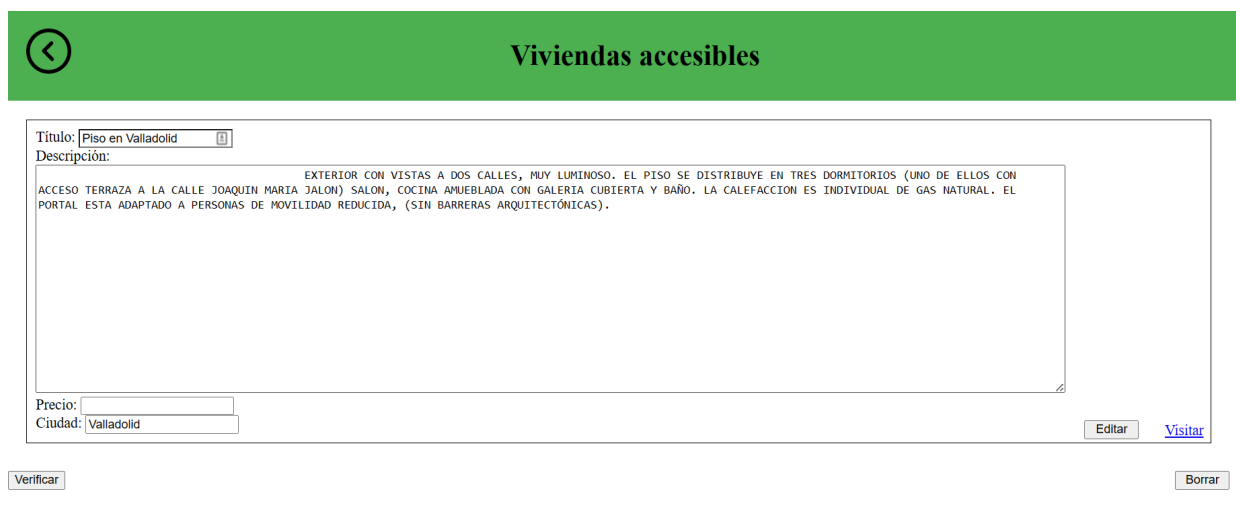 Viviendas accesibles
Título: Piso en Valladolid
Descripción:
EXTERIOR CON VISTAS A DOS CALLES, MUY LUMINOSO. EL PISO SE DISTRIBUYE EN TRES DORMITORIOS (UNO DE ELLOS CON
ACCESO TERRAZA A LA CALLE JOAQUIN MARIA JALON) SALON, COCINA AMUEBLADA CON GALERIA CUBIERTA Y BAÑO. LA CALEFACCION ES INDIVIDUAL DE GAS NATURAL. EL
PORTAL ESTA ADAPTADO A PERSONAS DE MOVILIDAD REDUCIDA, (SIN BARRERAS ARQUITECTÓNICAS).
Precio:
Ciudad: Valladolid
Editar Visitar
Verificar Borrar